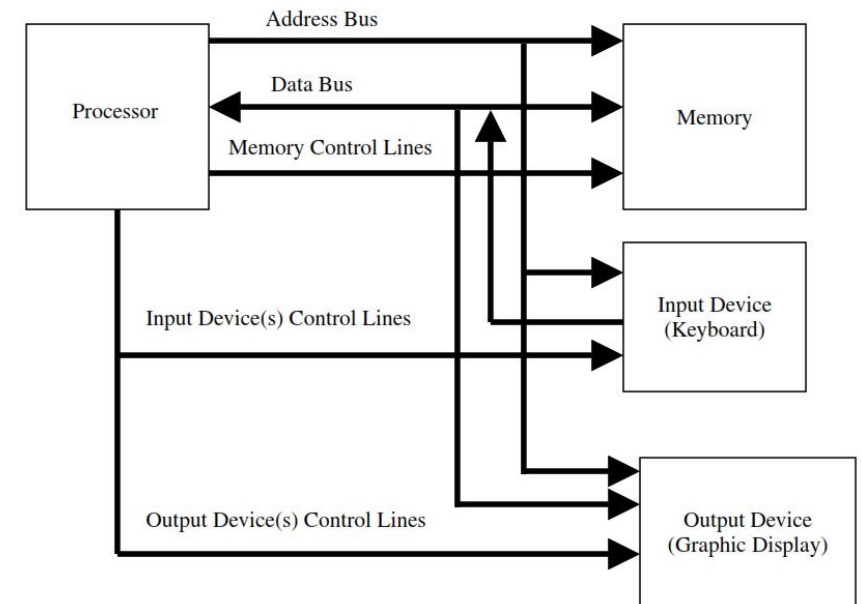 Address Bus
Data Bus
Processor
Memory
Memory Control Lines
Input Device
(Keyboard)
Input Device(s) Control Lines
Output Device(s) Control Lines
Output Device
(Graphic Display)